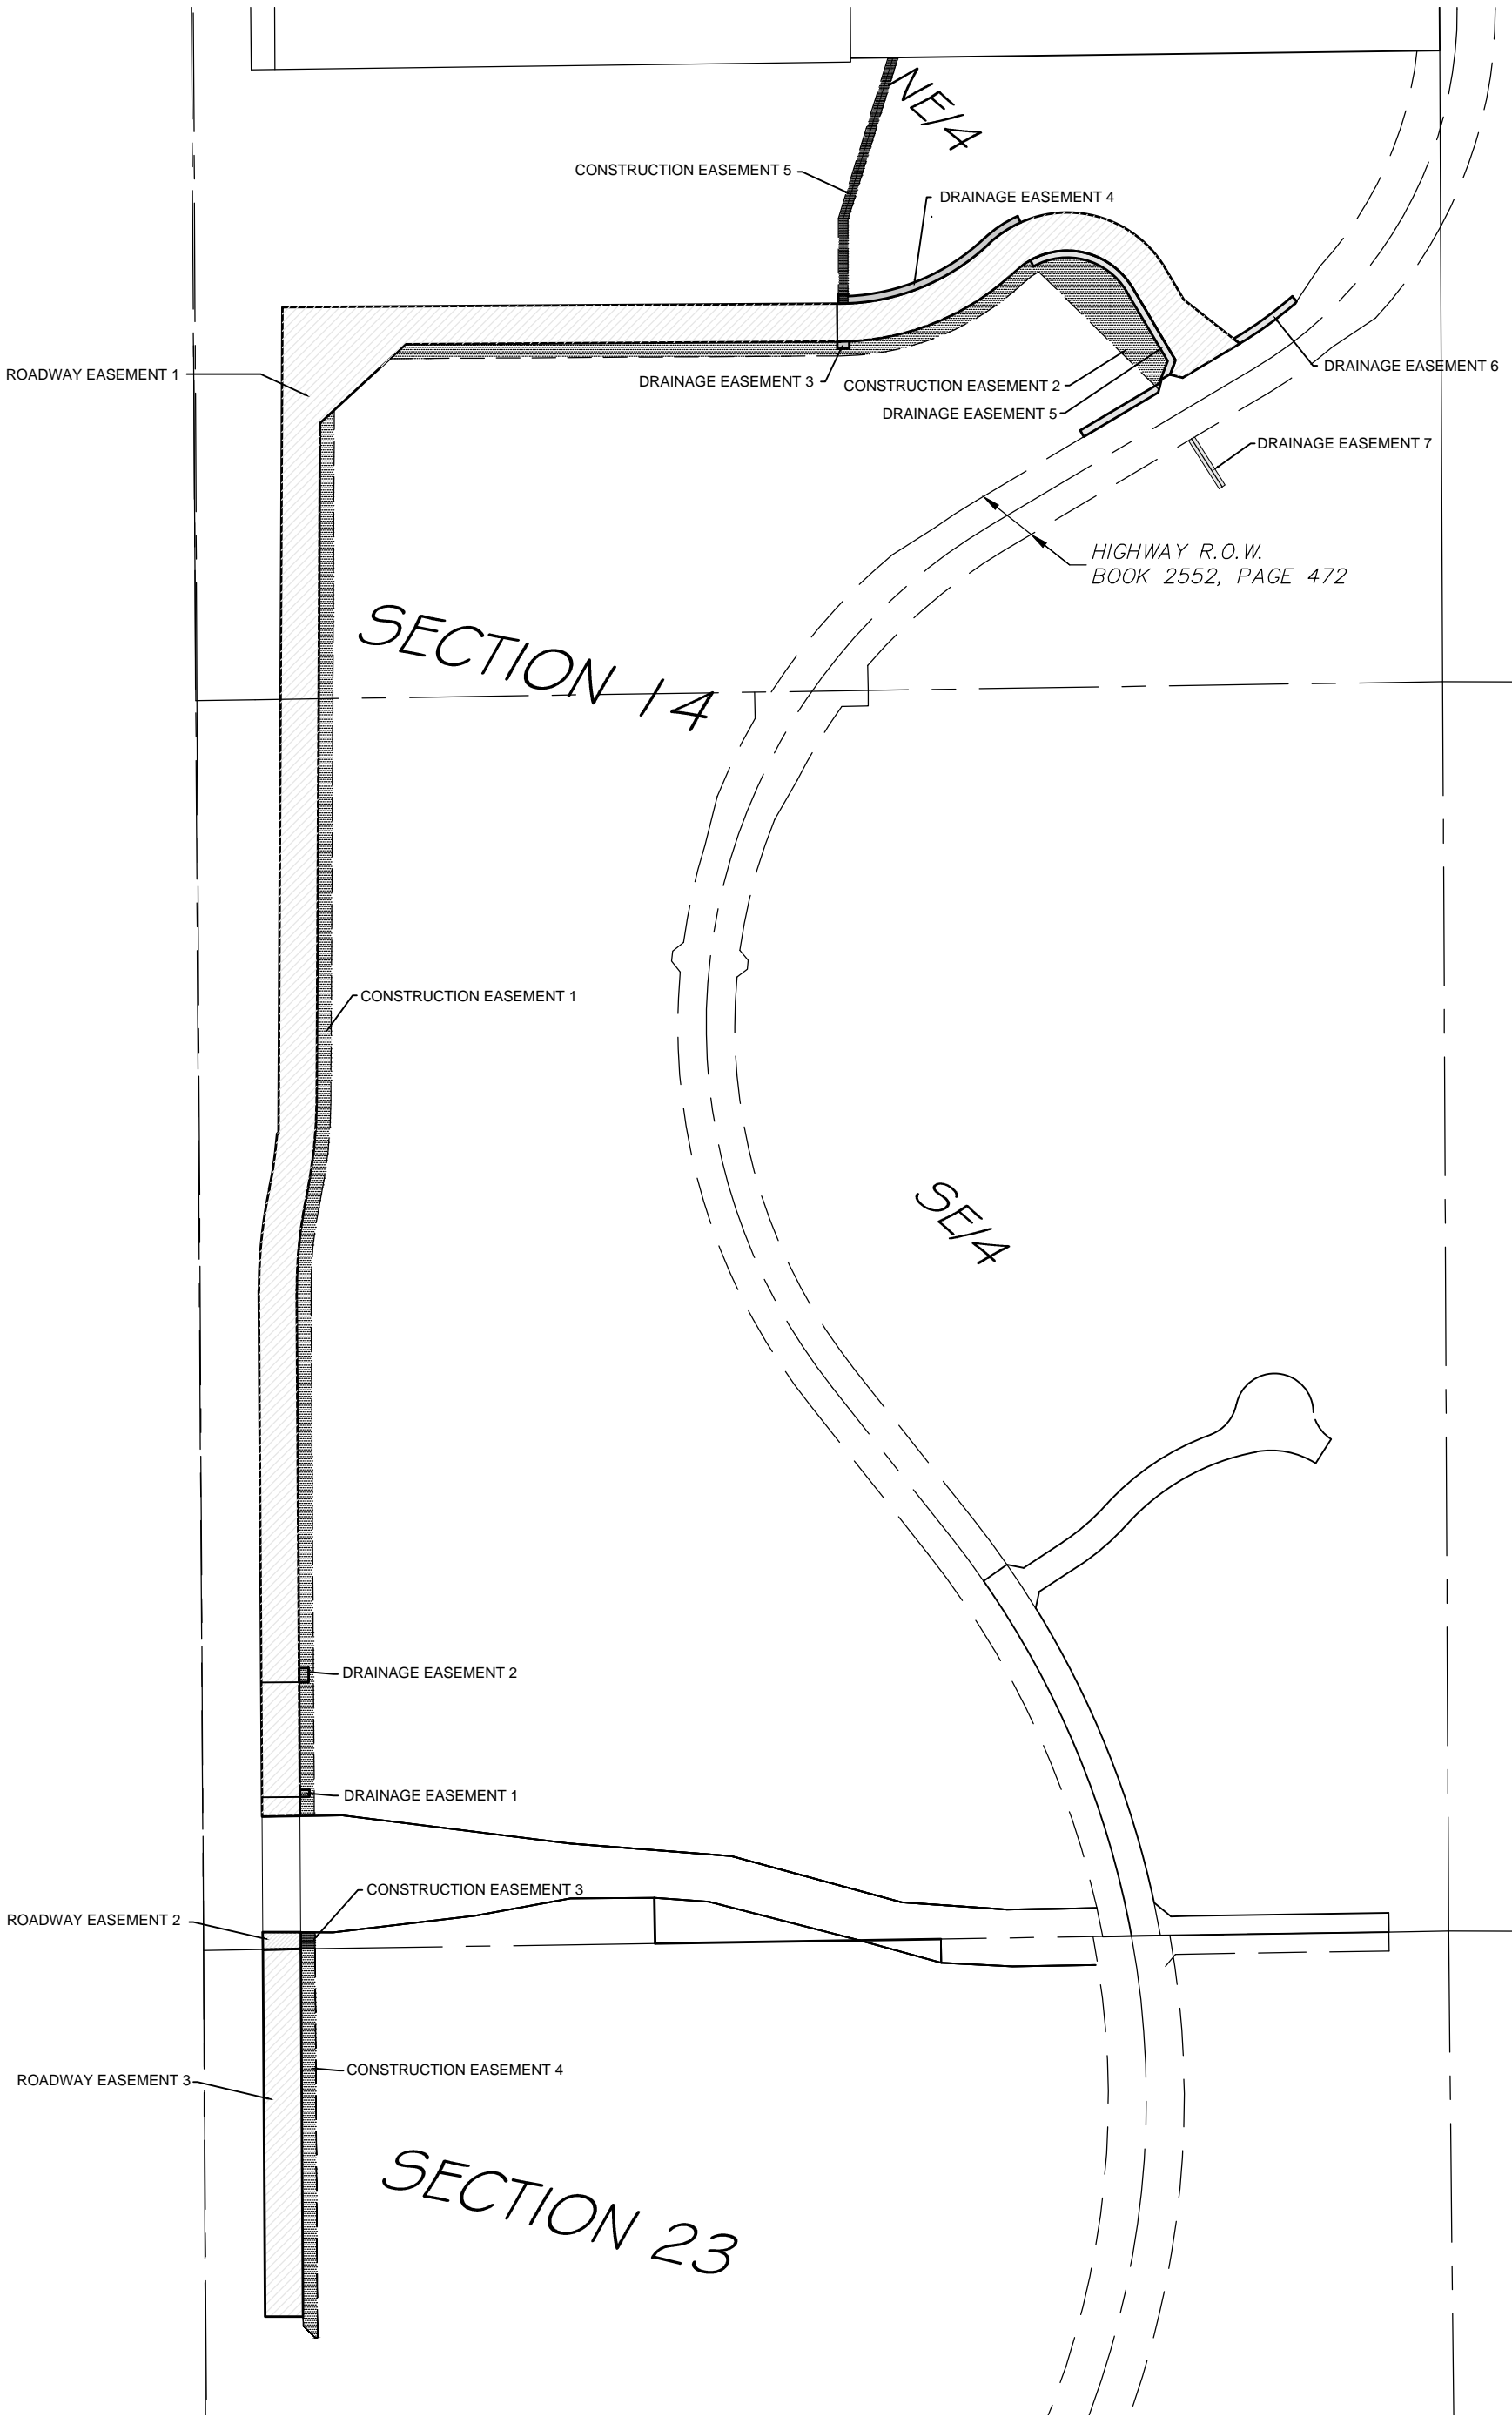 NE1/4
CONSTRUCTION EASEMENT 5
DRAINAGE EASEMENT 4
ROADWAY EASEMENT 1
DRAINAGE EASEMENT 3
CONSTRUCTION EASEMENT 2
DRAINAGE EASEMENT 6
DRAINAGE EASEMENT 5
DRAINAGE EASEMENT 7
HIGHWAY R.O.W.
BOOK 2552, PAGE 472
SECTION 14
CONSTRUCTION EASEMENT 1
SE1/4
DRAINAGE EASEMENT 2
DRAINAGE EASEMENT 1
CONSTRUCTION EASEMENT 3
ROADWAY EASEMENT 2
CONSTRUCTION EASEMENT 4
ROADWAY EASEMENT 3
SECTION 23